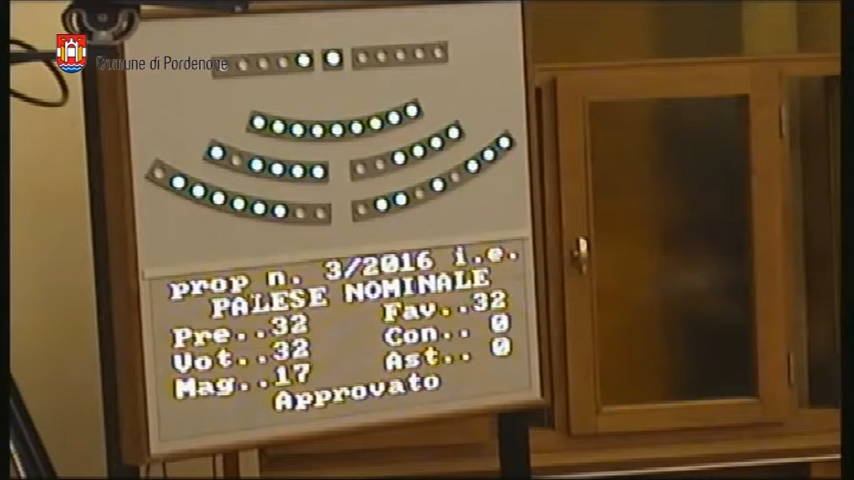 Comune di Pordenone
prop n. 3/2016 i.e.
PALESE NOMINALE
Pre..32 Fav..32
Vot..32 Con.. 0
Mag..17 Ast.. 0
Approvato